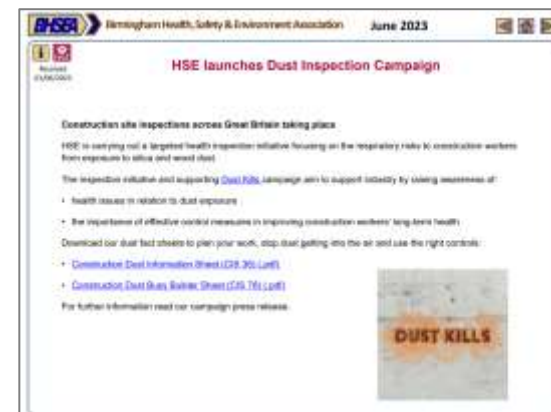 BHSEA Birmingham Health, Safety & Environment Association June 2023
HSE launches Dust Inspection Campaign
Construction site inspections across Great Britain taking place
HSE is carrying out a targeted health inspection initiative focusing on the respiratory risks to construction workers
from exposure to silica and wood dust.
The inspection initiative and supporting Dust Kills campaign aim to support industry by raising awareness of:
• health issues in relation to dust exposure
• the importance of effective control measures in improving construction workers' long-term health
Download our dust fact sheets to plan your work, stop dust getting into the air and use the right controls:
• Construction Dust Information Sheet (CIS 36) (.pdf)
• Construction Dust Busy Builder Sheet (CIS 76) (.pdf)
For further information read our campaign press release.
DUST KILLS